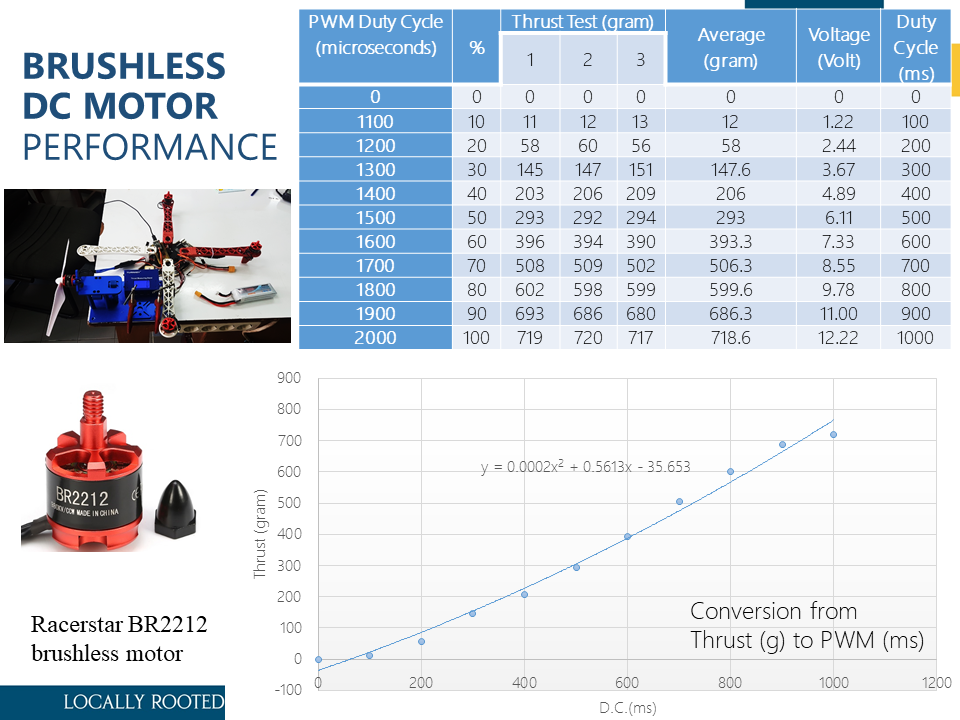 BRUSHLESS
DC MOTOR
PERFORMANCE
PWM Duty Cycle (microseconds) % Thrust Test (gram) Average (gram) Voltage (Volt) Duty Cycle (ms)
1 2 3
0 0 0 0 0 0 0 0
1100 10 11 12 13 12 1.22 100
1200 20 58 60 56 58 2.44 200
1300 30 145 147 151 147.6 3.67 300
1400 40 203 206 209 206 4.89 400
1500 50 293 292 294 293 6.11 500
1600 60 396 394 390 393.3 7.33 600
1700 70 508 509 502 506.3 8.55 700
1800 80 602 598 599 599.6 9.78 800
1900 90 693 686 680 686.3 11.00 900
2000 100 719 720 717 718.6 12.22 1000
BR2212
CCW MADE IN CHINA
Racerstar BR2212
brushless motor
LOCALLY ROOTED
900
800
700
600
500
400
300
200
100
0
-100
Thrust (gram)
y = 0.0002x² + 0.5613x - 35.653
Conversion from
Thrust (g) to PWM (ms)
0 200 400 600 800 1000 1200
D.C.(ms)